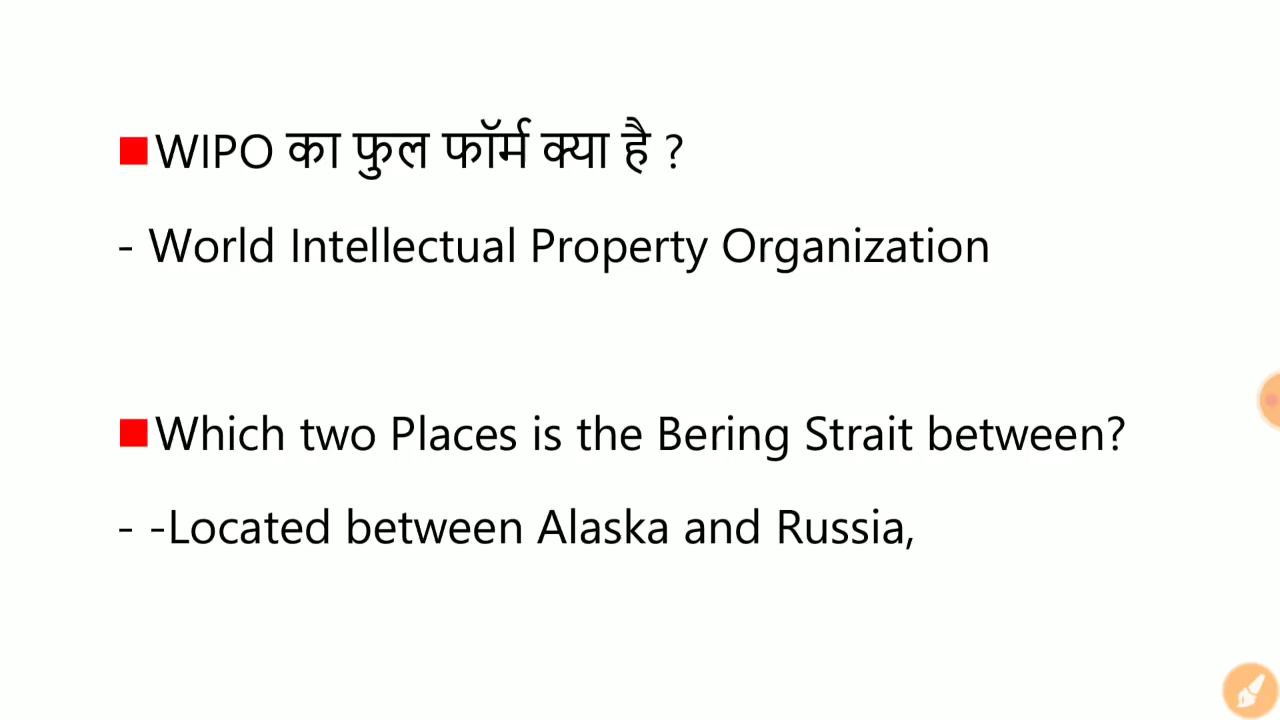 WIPO का फुल फॉर्म क्या है ?
- World Intellectual Property Organization
Which two Places is the Bering Strait between?
- -Located between Alaska and Russia,